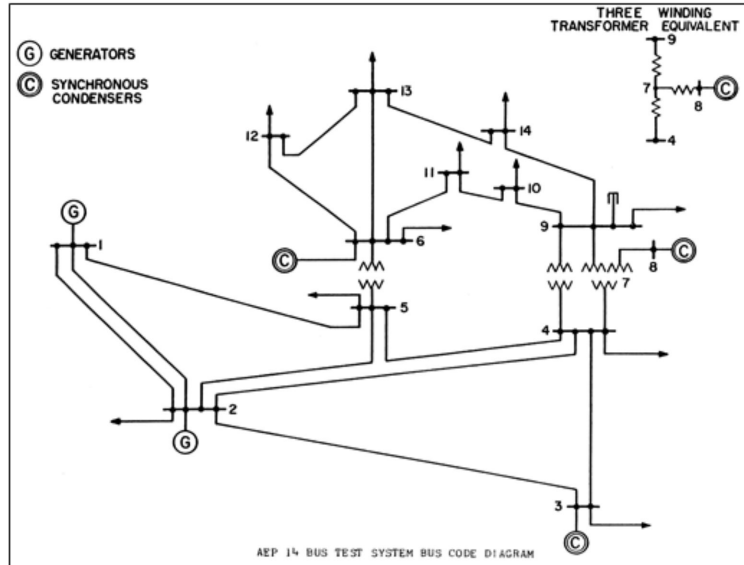 THREE WINDING
TRANSFORMER EQUIVALENT
G GENERATORS
C SYNCHRONOUS
CONDENSERS
9
7
C
8
4
13
14
12
11
10
G
1
9
6
C
8
C
7
5
4
2
G
3
C
AEP 14 BUS TEST SYSTEM BUS CODE DIAGRAM